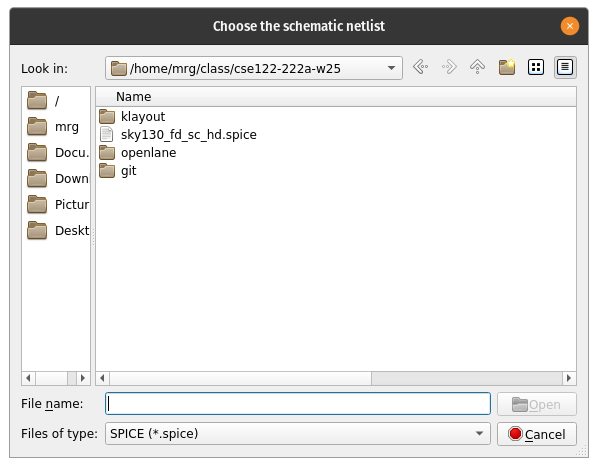 Choose the schematic netlist
Look in: /home/mrg/class/cse122-222a-w25
/
mrg
Docu.
Downl
Pictur
Deskt
Name
klayout
sky130_fd_sc_hd.spice
openlane
git
File name: Open
Files of type: SPICE (*.spice) Cancel